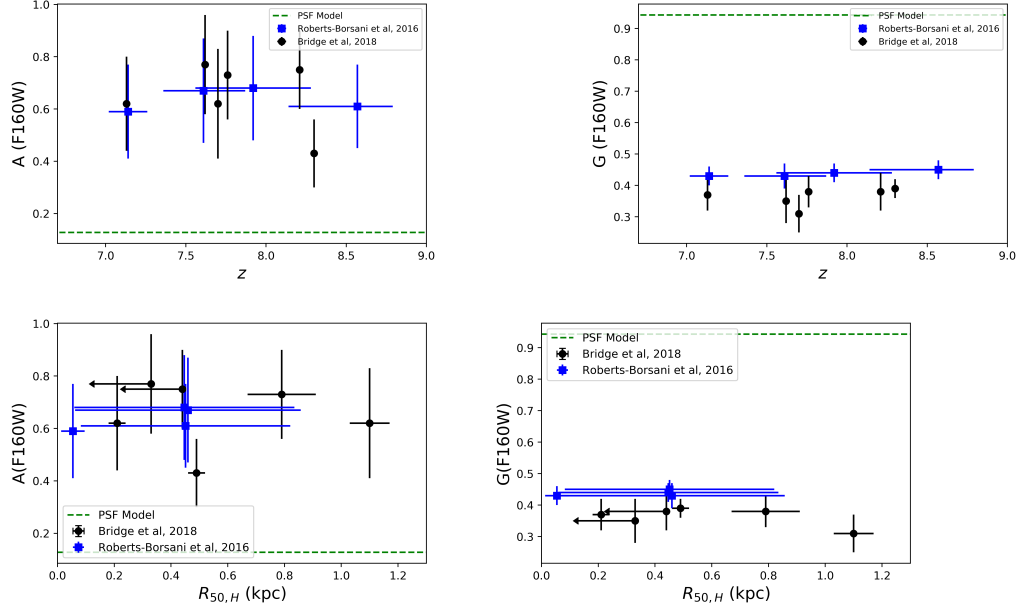 PSF Model
Roberts-Borsani et al, 2016
Bridge et al, 2018
A (F160W)
1.0
0.8
0.6
0.4
0.2
7.0 7.5 8.0 8.5 9.0
z
PSF Model
Roberts-Borsani et al, 2016
Bridge et al, 2018
G (F160W)
0.9
0.8
0.7
0.6
0.5
0.4
0.3
7.0 7.5 8.0 8.5 9.0
z
A(F160W)
1.0
0.8
0.6
0.4
0.2
PSF Model
Bridge et al, 2018
Roberts-Borsani et al, 2016
0.0 0.2 0.4 0.6 0.8 1.0 1.2
R50, H (kpc)
PSF Model
Bridge et al, 2018
Roberts-Borsani et al, 2016
G(F160W)
0.9
0.8
0.7
0.6
0.5
0.4
0.3
0.0 0.2 0.4 0.6 0.8 1.0 1.2
R50, H (kpc)